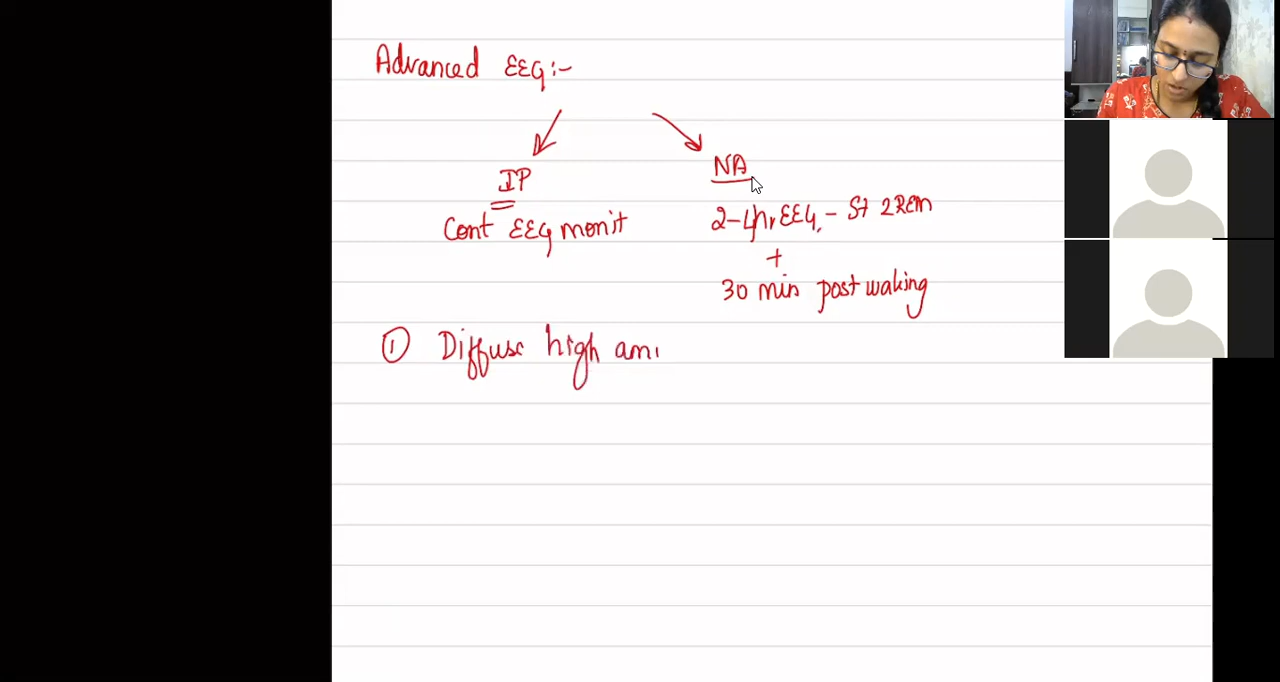 Advanced EEG:-
IP
NA
Cont EEG monit
2-4hr EEG - St 2 Rem
+
30 min post waking
① Diffuse high am